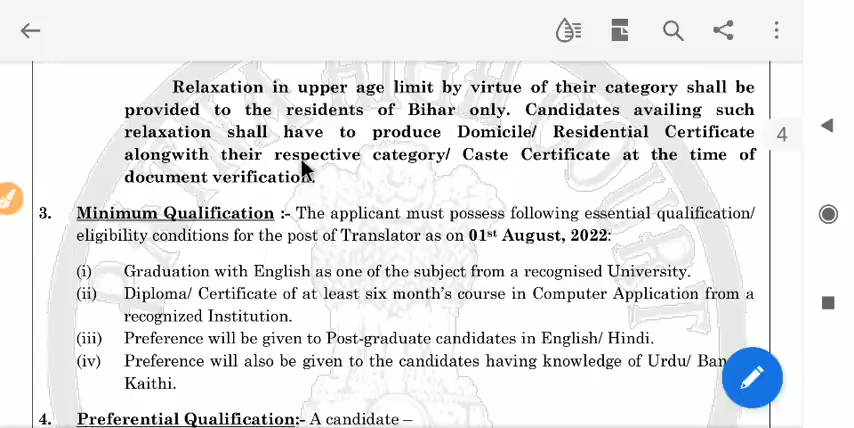 Relaxation in upper age limit by virtue of their category shall be
provided to the residents of Bihar only. Candidates availing such
relaxation shall have to produce Domicile/ Residential Certificate
alongwith their respective category/ Caste Certificate at the time of
document verification.
4
3. Minimum Qualification :- The applicant must possess following essential qualification/
eligibility conditions for the post of Translator as on 01st August, 2022:
(i) Graduation with English as one of the subject from a recognised University.
(ii) Diploma/ Certificate of at least six month's course in Computer Application from a
recognized Institution.
(iii) Preference will be given to Post-graduate candidates in English/ Hindi.
(iv) Preference will also be given to the candidates having knowledge of Urdu/
Kaithi.
4. Preferential Qualification:- A candidate –